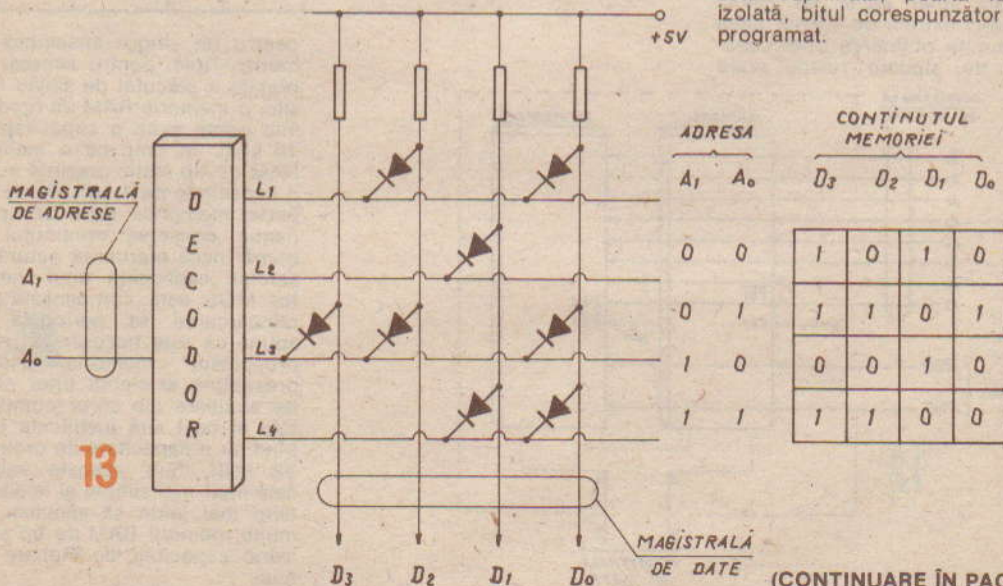 izolată, bitul corespunzător
programat.
+5V
ADRESA
CONȚINUTUL
MEMORIEI
A1 A0
D3 D2 D1 D0
0 0 1 0 1 0
0 1 1 1 0 1
1 0 0 0 1 0
1 1 1 1 0 0
MAGISTRALĂ
DE ADRESE
A1
A0
DECODOR
L1
L2
L3
L4
13
MAGISTRALĂ
DE DATE
D3 D2 D1 D0
(CONTINUARE ÎN PAG